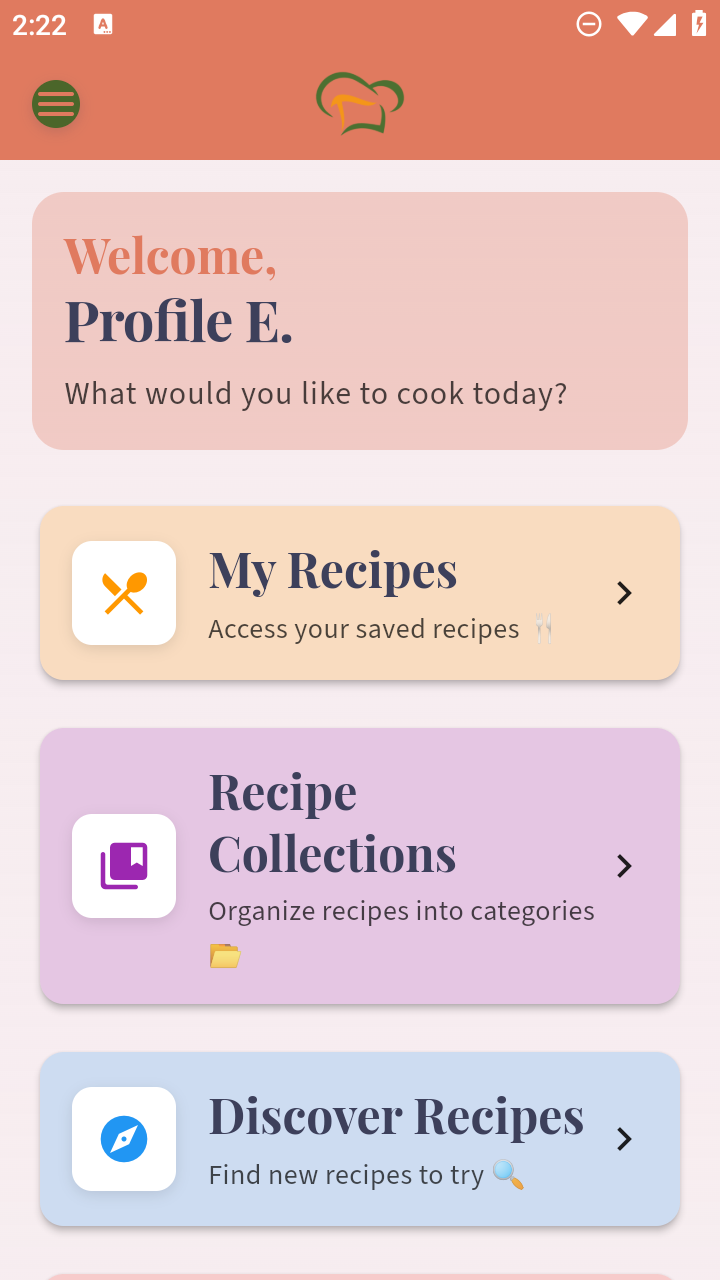 2:22
A
Welcome,
Profile E.
What would you like to cook today?
My Recipes
Access your saved recipes 🍴
Recipe
Collections
Organize recipes into categories
📂
Discover Recipes
Find new recipes to try 🔍